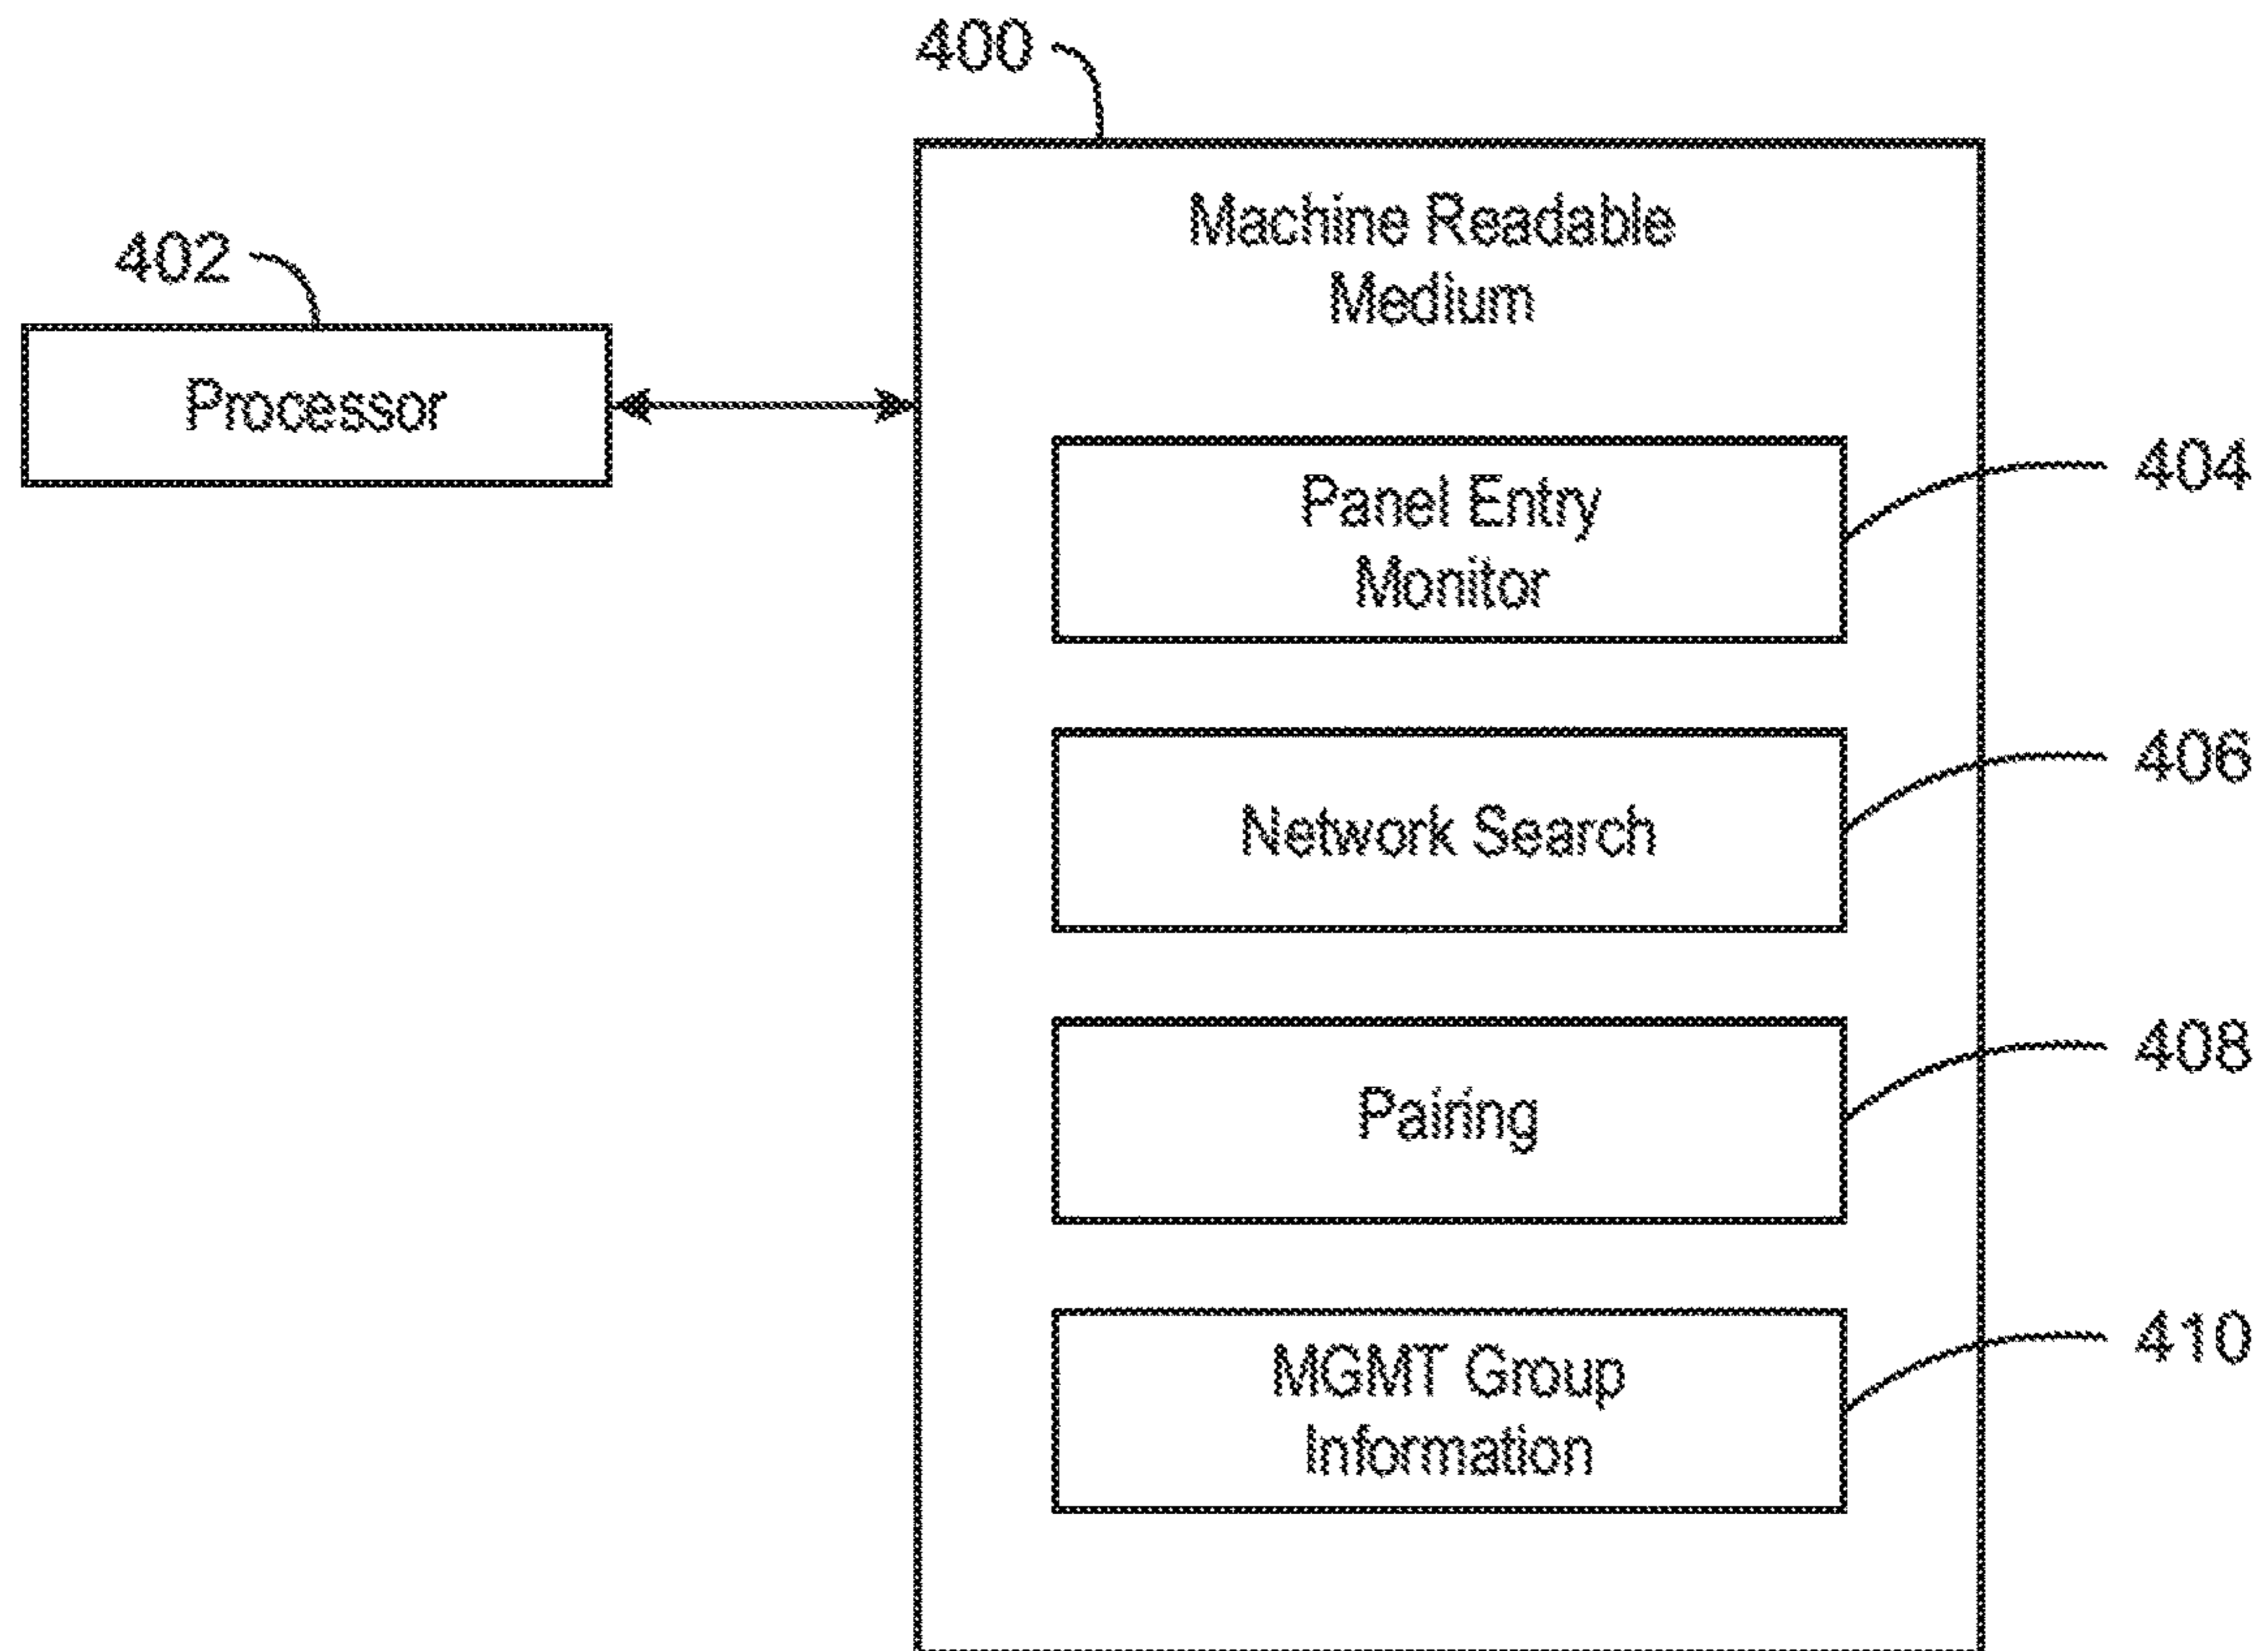 400
Machine Readable
Medium
402
Processor
Panel Entry
Monitor
404
Network Search
406
Pairing
408
MGMT Group
Information
410